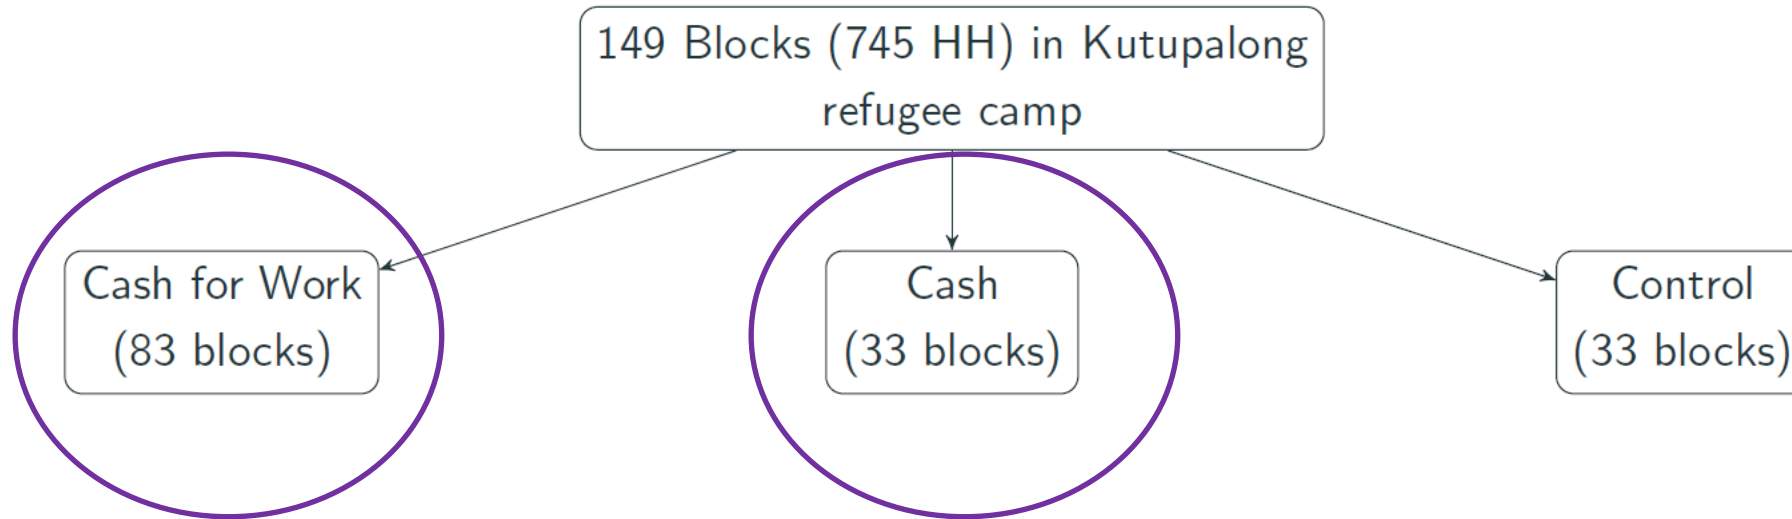 149 Blocks (745 HH) in Kutupalong
refugee camp
Cash for Work
(83 blocks)
Cash
(33 blocks)
Control
(33 blocks)